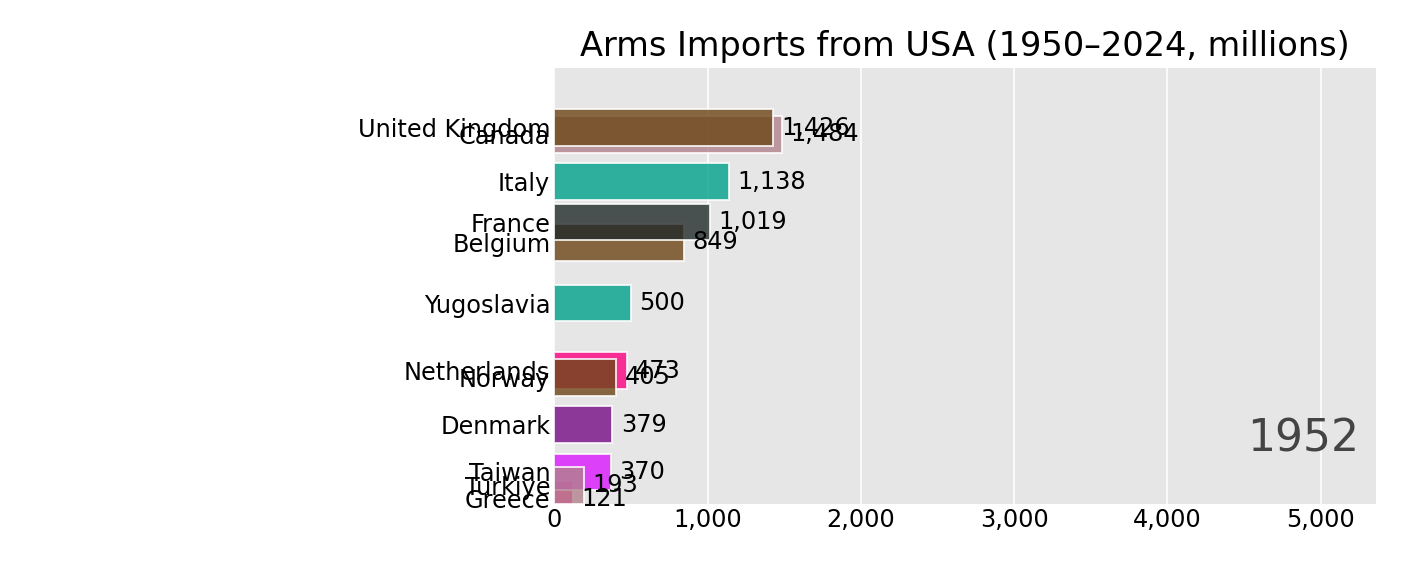 Arms Imports from USA (1950–2024, millions)
United Kingdom 1,426
Canada 1,484
Italy 1,138
France 1,019
Belgium 849
Yugoslavia 500
Netherlands 473
Norway 405
Denmark 379
1952
Taiwan 370
Türkiye 193
Greece 121
0 1,000 2,000 3,000 4,000 5,000